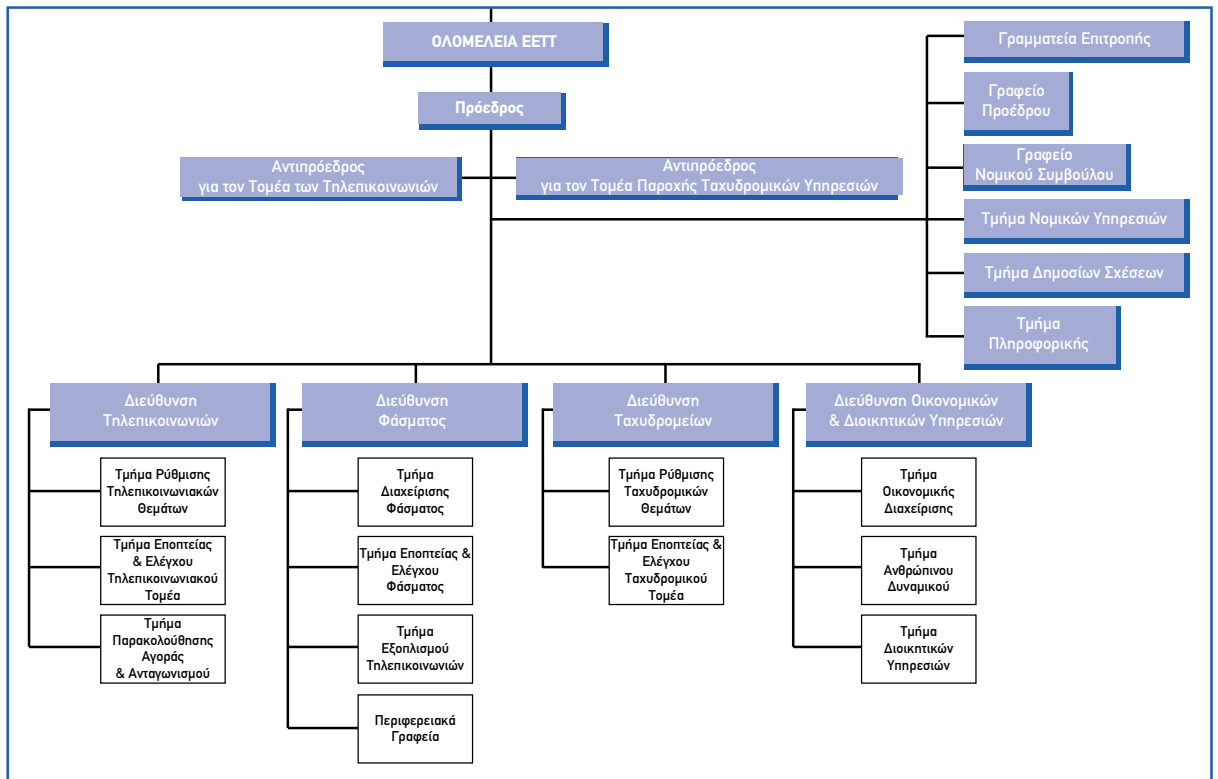 ΟΛΟΜΕΛΕΙΑ ΕΕΤΤ
Πρόεδρος
Αντιπρόεδρος
για τον Τομέα των Τηλεπικοινωνιών
Αντιπρόεδρος
για τον Τομέα Παροχής Ταχυδρομικών Υπηρεσιών
Γραμματεία Επιτροπής
Γραφείο
Προέδρου
Γραφείο
Νομικού Συμβούλου
Τμήμα Νομικών Υπηρεσιών
Τμήμα Δημοσίων Σχέσεων
Τμήμα
Πληροφορικής
Διεύθυνση
Τηλεπικοινωνιών
Τμήμα Ρύθμισης
Τηλεπικοινωνιακών
Θεμάτων
Τμήμα Εποπτείας
& Ελέγχου
Τηλεπικοινωνιακού
Τομέα
Τμήμα
Παρακολούθησης
Αγοράς
& Ανταγωνισμού
Διεύθυνση
Φάσματος
Τμήμα
Διαχείρισης
Φάσματος
Τμήμα Εποπτείας &
Ελέγχου
Φάσματος
Τμήμα
Εξοπλισμού
Τηλεπικοινωνιών
Περιφερειακά
Γραφεία
Διεύθυνση
Ταχυδρομείων
Τμήμα Ρύθμισης
Ταχυδρομικών
Θεμάτων
Τμήμα Εποπτείας &
Ελέγχου
Ταχυδρομικού
Τομέα
Διεύθυνση Οικονομικών
& Διοικητικών Υπηρεσιών
Τμήμα
Οικονομικής
Διαχείρισης
Τμήμα
Ανθρώπινου
Δυναμικού
Τμήμα
Διοικητικών
Υπηρεσιών